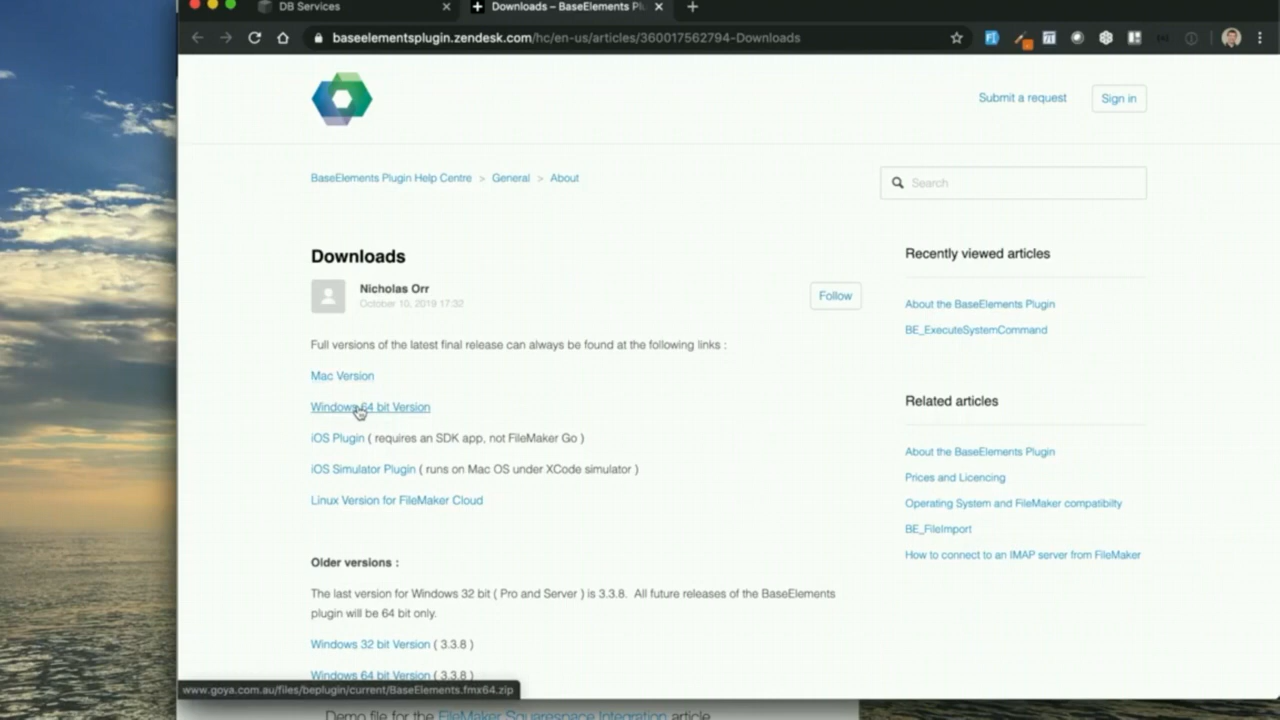 DB Services
Downloads – BaseElements Pl
baseelementsplugin.zendesk.com/hc/en-us/articles/360017562794-Downloads
Submit a request
Sign in
BaseElements Plugin Help Centre > General > About
Search
Downloads
Nicholas Orr
October 10, 2019 17:32
Follow
Full versions of the latest final release can always be found at the following links :
Mac Version
Windows 64 bit Version
iOS Plugin ( requires an SDK app, not FileMaker Go )
iOS Simulator Plugin ( runs on Mac OS under XCode simulator )
Linux Version for FileMaker Cloud
Older versions :
The last version for Windows 32 bit ( Pro and Server ) is 3.3.8. All future releases of the BaseElements
plugin will be 64 bit only.
Windows 32 bit Version ( 3.3.8 )
Windows 64 bit Version ( 3.3.8 )
Recently viewed articles
About the BaseElements Plugin
BE_ExecuteSystemCommand
Related articles
About the BaseElements Plugin
Prices and Licencing
Operating System and FileMaker compatibilty
BE_FileImport
How to connect to an IMAP server from FileMaker
www.goya.com.au/files/beplugin/current/BaseElements.fmx64.zip
Demo file for the FileMaker Squarespace Integration article